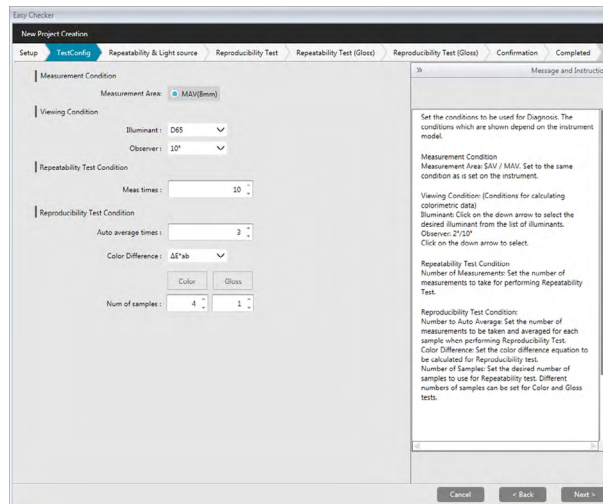 Easy Checker
New Project Creation
Setup TestConfig Repeatability & Light source Reproducibility Test Repeatability Test (Gloss) Reproducibility Test (Gloss) Confirmation Completed
Measurement Condition
Measurement Area: MAV(8mm)
Viewing Condition
Illuminant : D65
Observer : 10°
Repeatability Test Condition
Meas times : 10
Reproducibility Test Condition
Auto average times : 3
Color Difference : ΔE*ab
Color Gloss
Num of samples : 4 1
» Message and Instructio
Set the conditions to be used for Diagnosis. The
conditions which are shown depend on the instrument
model.
Measurement Condition
Measurement Area: SAV / MAV. Set to the same
condition as is set on the instrument.
Viewing Condition: (Conditions for calculating
colorimetric data)
Illuminant: Click on the down arrow to select the
desired illuminant from the list of illuminants.
Observer: 2°/10°
Click on the down arrow to select.
Repeatability Test Condition
Number of Measurements: Set the number of
measurements to take for performing Repeatability
Test.
Reproducibility Test Condition:
Number to Auto Average: Set the number of
measurements to be taken and averaged for each
sample when performing Reproducibility Test.
Color Difference: Set the color difference equation to
be calculated for Reproducibility test.
Number of Samples: Set the desired number of
samples to use for Repeatability test. Different
numbers of samples can be set for Color and Gloss
tests.
Cancel < Back Next >